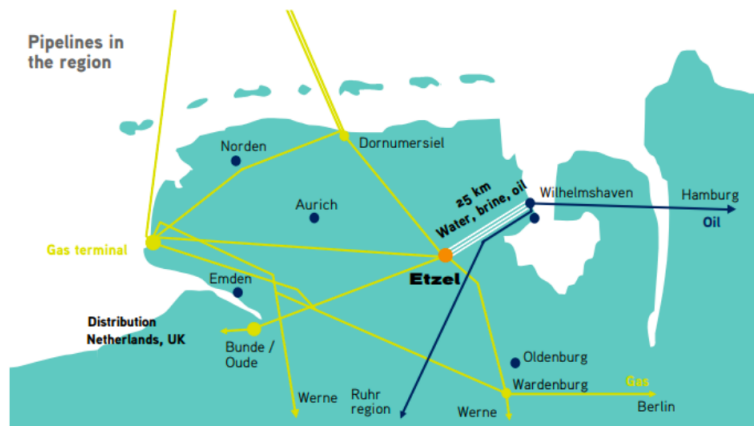 Pipelines in
the region
Norden
Dornumersiel
Aurich
25 km
Water, brine, oil
Wilhelmshaven
Hamburg
Oil
Gas terminal
Etzel
Emden
Distribution
Netherlands, UK
Bunde /
Oude
Oldenburg
Wardenburg
Gas
Werne
Ruhr
region
Werne
Berlin